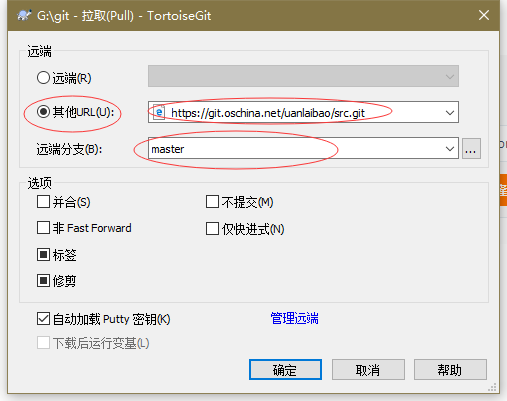 G:\git - 拉取(Pull) - TortoiseGit
远端
远端(R)
其他URL(U): https://git.oschina.net/uanlaibao/src.git
远端分支(B): master ...
选项
并合(S) 不提交(M)
非 Fast Forward 仅快进式(N)
标签
修剪
自动加载 Putty 密钥(K) 管理远端
下载后运行变基(L)
确定 取消 帮助